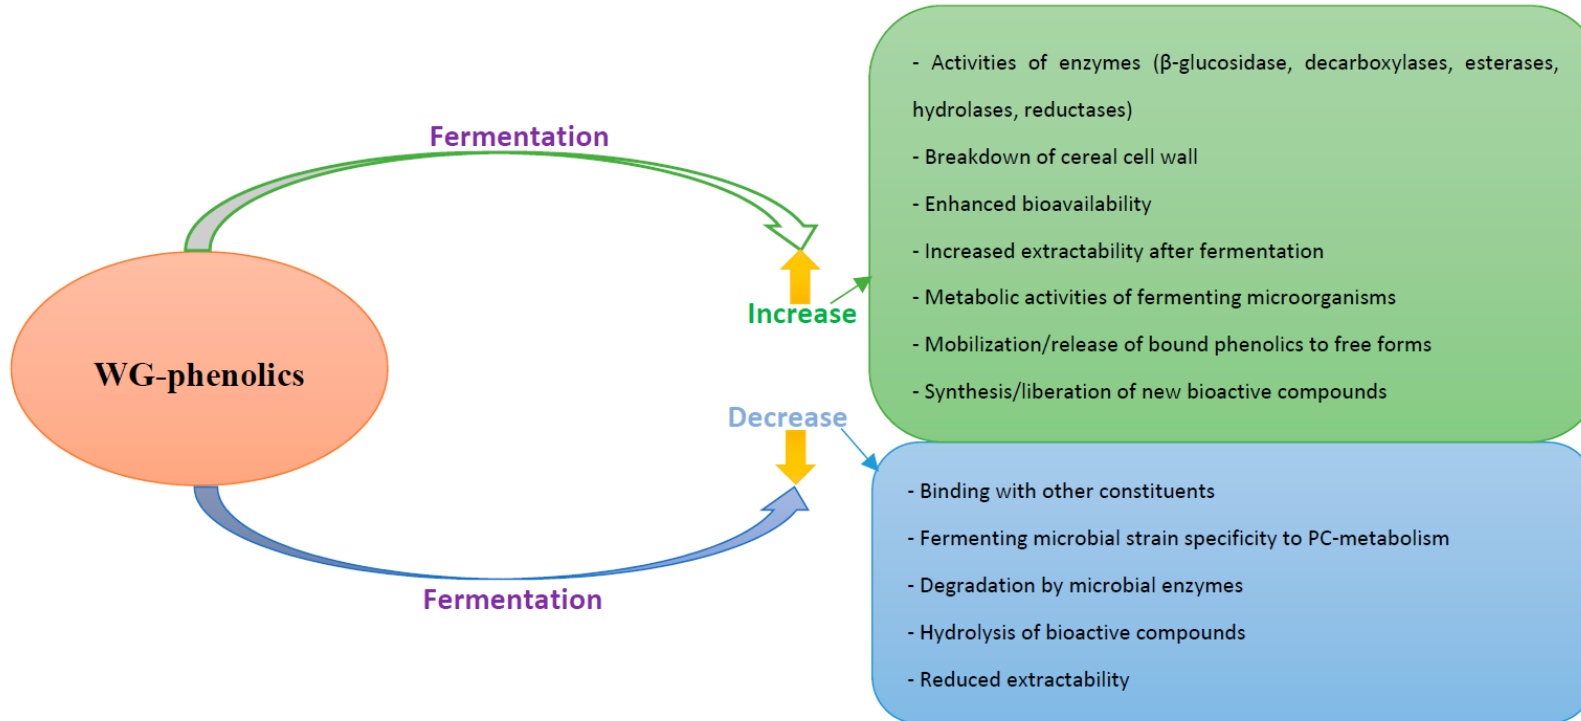 Fermentation
WG-phenolics
Increase
- Activities of enzymes (β-glucosidase, decarboxylases, esterases,
hydrolases, reductases)
- Breakdown of cereal cell wall
- Enhanced bioavailability
- Increased extractability after fermentation
- Metabolic activities of fermenting microorganisms
- Mobilization/release of bound phenolics to free forms
- Synthesis/liberation of new bioactive compounds
Decrease
- Binding with other constituents
- Fermenting microbial strain specificity to PC-metabolism
- Degradation by microbial enzymes
- Hydrolysis of bioactive compounds
- Reduced extractability
Fermentation